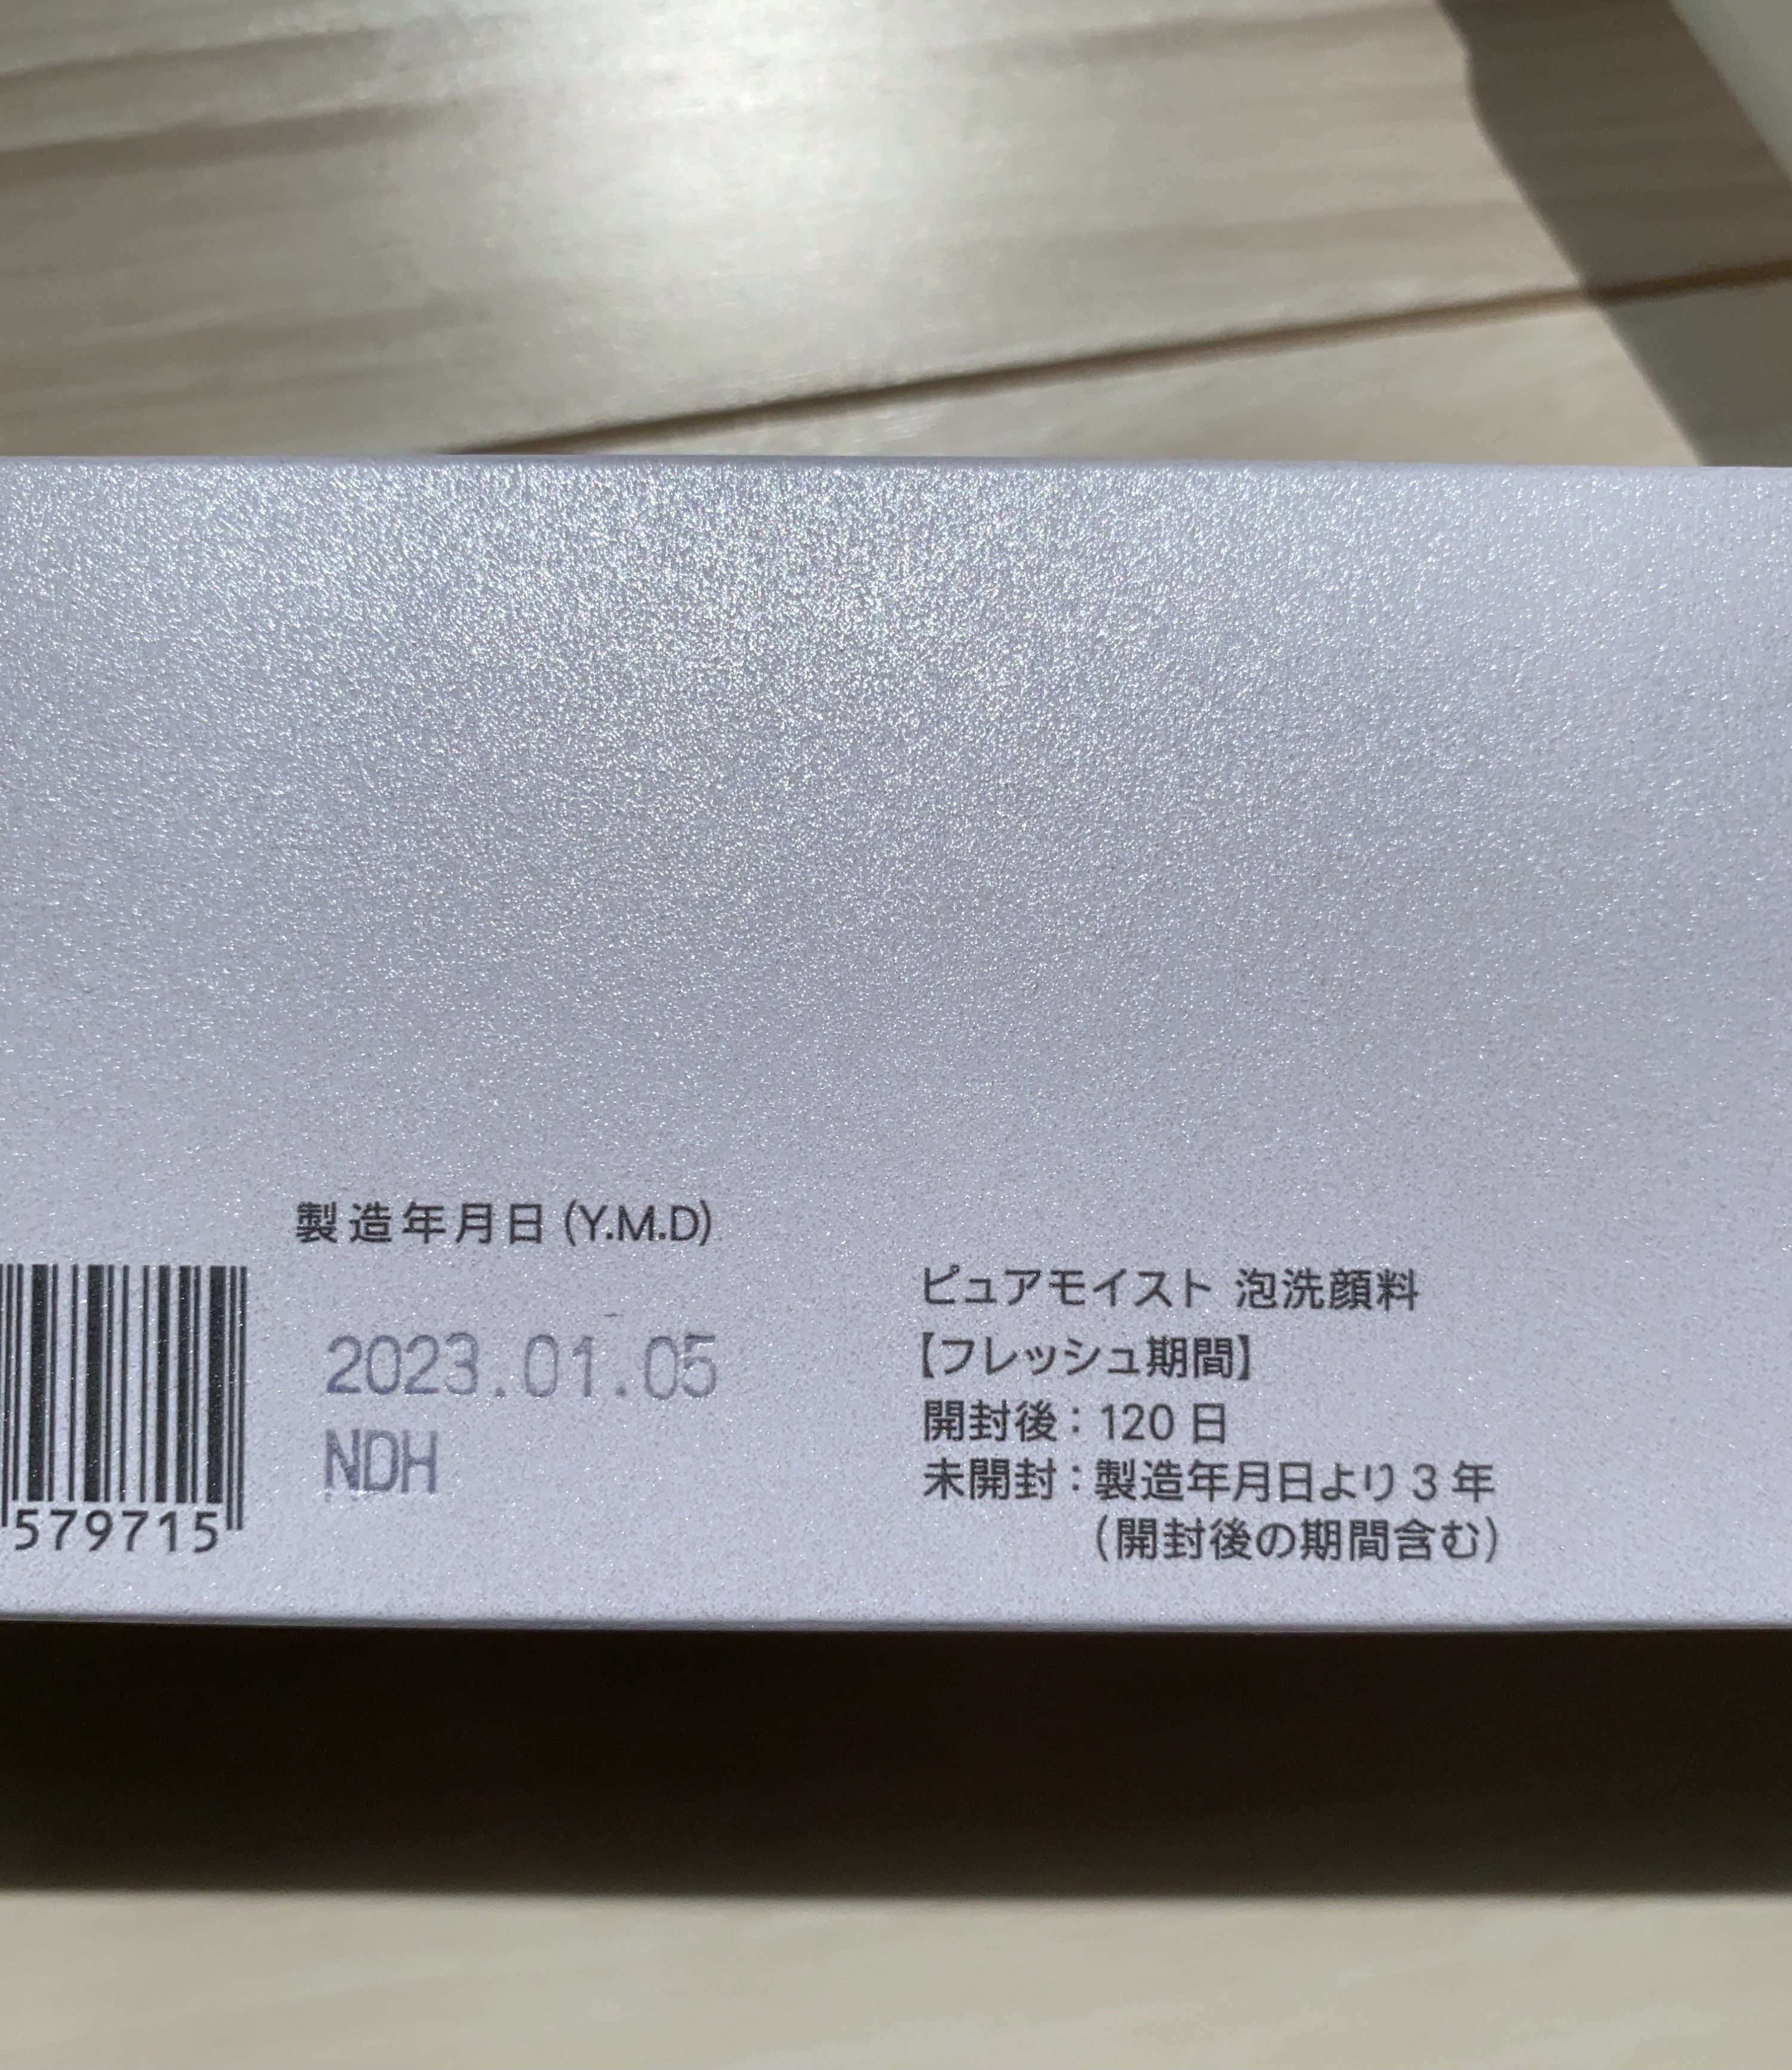 製造年月日 (Y.M.D)
2023.01.05
NDH
579715
ピュアモイスト 泡洗顔料
【フレッシュ期間】
開封後：120 日
未開封：製造年月日より 3 年
（開封後の期間含む）